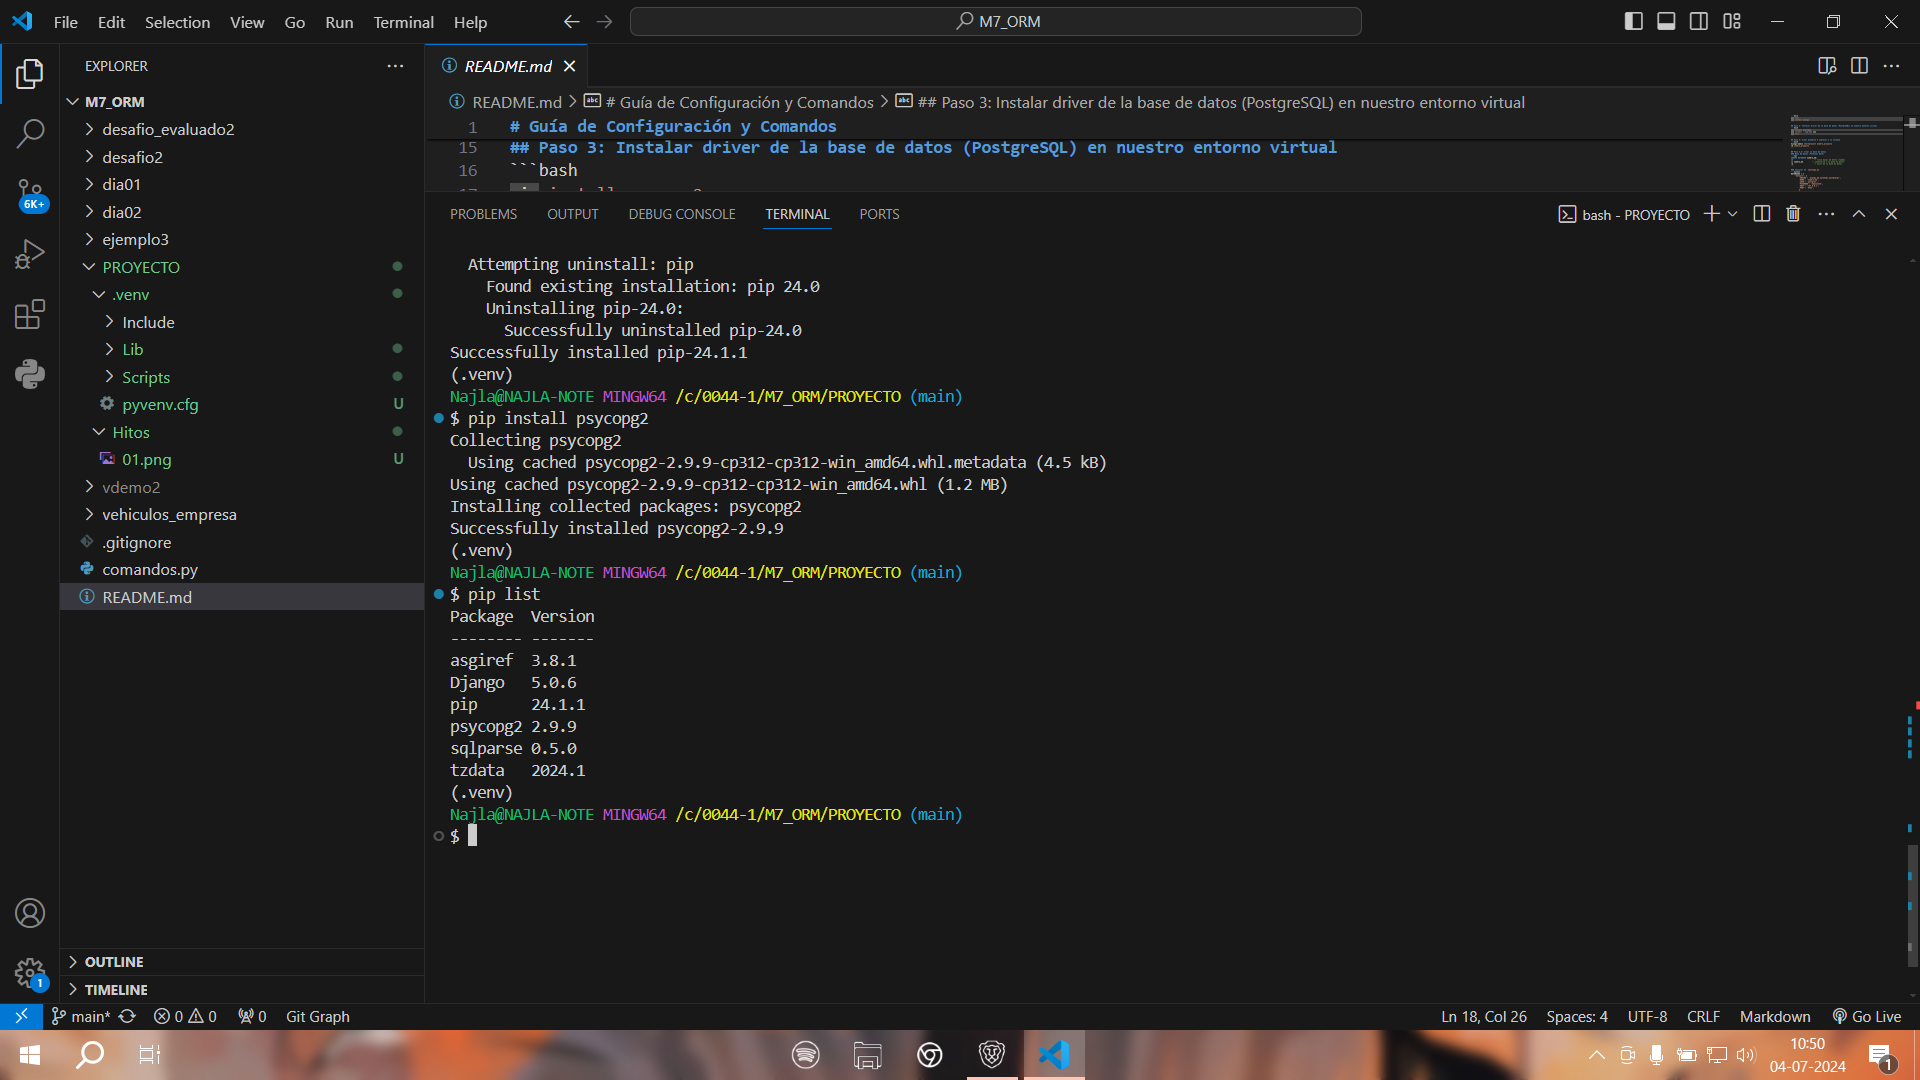 File Edit Selection View Go Run Terminal Help
M7_ORM
EXPLORER
M7_ORM
desafio_evaluado2
desafio2
dia01
dia02
ejemplo3
PROYECTO
.venv
Include
Lib
Scripts
pyvenv.cfg U
Hitos
01.png U
vdemo2
vehiculos_empresa
.gitignore
comandos.py
README.md
OUTLINE
TIMELINE
6K+
1
README.md
README.md > # Guía de Configuración y Comandos > ## Paso 3: Instalar driver de la base de datos (PostgreSQL) en nuestro entorno virtual
1 # Guía de Configuración y Comandos
15 ## Paso 3: Instalar driver de la base de datos (PostgreSQL) en nuestro entorno virtual
16 ```bash
PROBLEMS OUTPUT DEBUG CONSOLE TERMINAL PORTS
bash - PROYECTO
Attempting uninstall: pip
Found existing installation: pip 24.0
Uninstalling pip-24.0:
Successfully uninstalled pip-24.0
Successfully installed pip-24.1.1
(.venv)
Najla@NAJLA-NOTE MINGW64 /c/0044-1/M7_ORM/PROYECTO (main)
$ pip install psycopg2
Collecting psycopg2
Using cached psycopg2-2.9.9-cp312-cp312-win_amd64.whl.metadata (4.5 kB)
Using cached psycopg2-2.9.9-cp312-cp312-win_amd64.whl (1.2 MB)
Installing collected packages: psycopg2
Successfully installed psycopg2-2.9.9
(.venv)
Najla@NAJLA-NOTE MINGW64 /c/0044-1/M7_ORM/PROYECTO (main)
$ pip list
Package Version
-------- -------
asgiref 3.8.1
Django 5.0.6
pip 24.1.1
psycopg2 2.9.9
sqlparse 0.5.0
tzdata 2024.1
(.venv)
Najla@NAJLA-NOTE MINGW64 /c/0044-1/M7_ORM/PROYECTO (main)
$
main* 0 0 0 Git Graph
Ln 18, Col 26 Spaces: 4 UTF-8 CRLF Markdown Go Live
10:50
04-07-2024
1